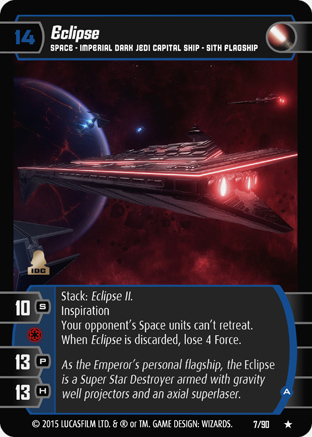 14
Eclipse
SPACE - IMPERIAL DARK JEDI CAPITAL SHIP - SITH FLAGSHIP
IDC
10 S
Stack: Eclipse II.
Inspiration
Your opponent's Space units can't retreat.
When Eclipse is discarded, lose 4 Force.
13 P
As the Emperor's personal flagship, the Eclipse
is a Super Star Destroyer armed with gravity
13 H
well projectors and an axial superlaser.
A
© 2015 LUCASFILM LTD. & ® or TM. GAME DESIGN: WIZARDS.
7/90